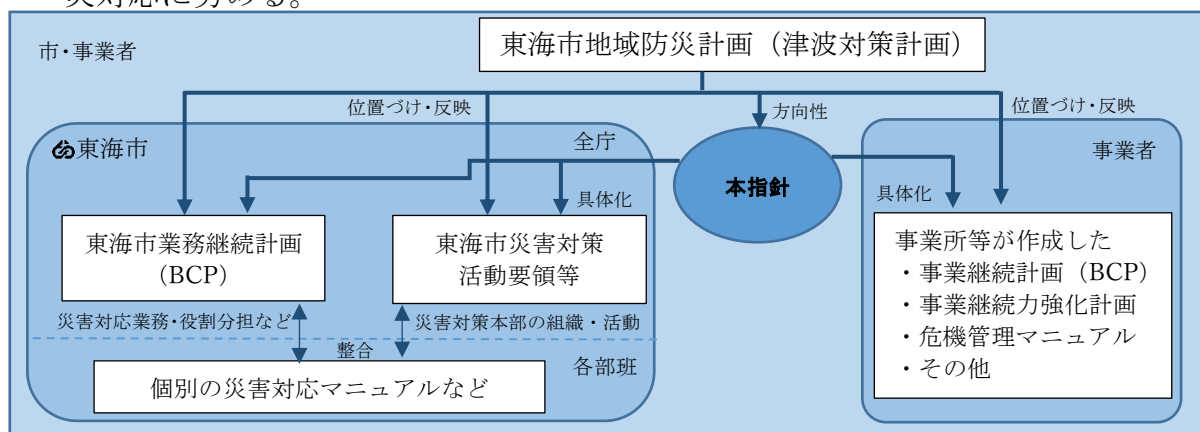 災対応に努める。
市・事業者
東海市地域防災計画（津波対策計画）
位置づけ・反映
方向性
位置づけ・反映
東海市
全庁
本指針
事業者
具体化
具体化
東海市業務継続計画
（BCP）
東海市災害対策
活動要領等
事業所等が作成した
・事業継続計画（BCP）
・事業継続力強化計画
・危機管理マニュアル
・その他
災害対応業務・役割分担など
災害対策本部の組織・活動
整合
各部班
個別の災害対応マニュアルなど